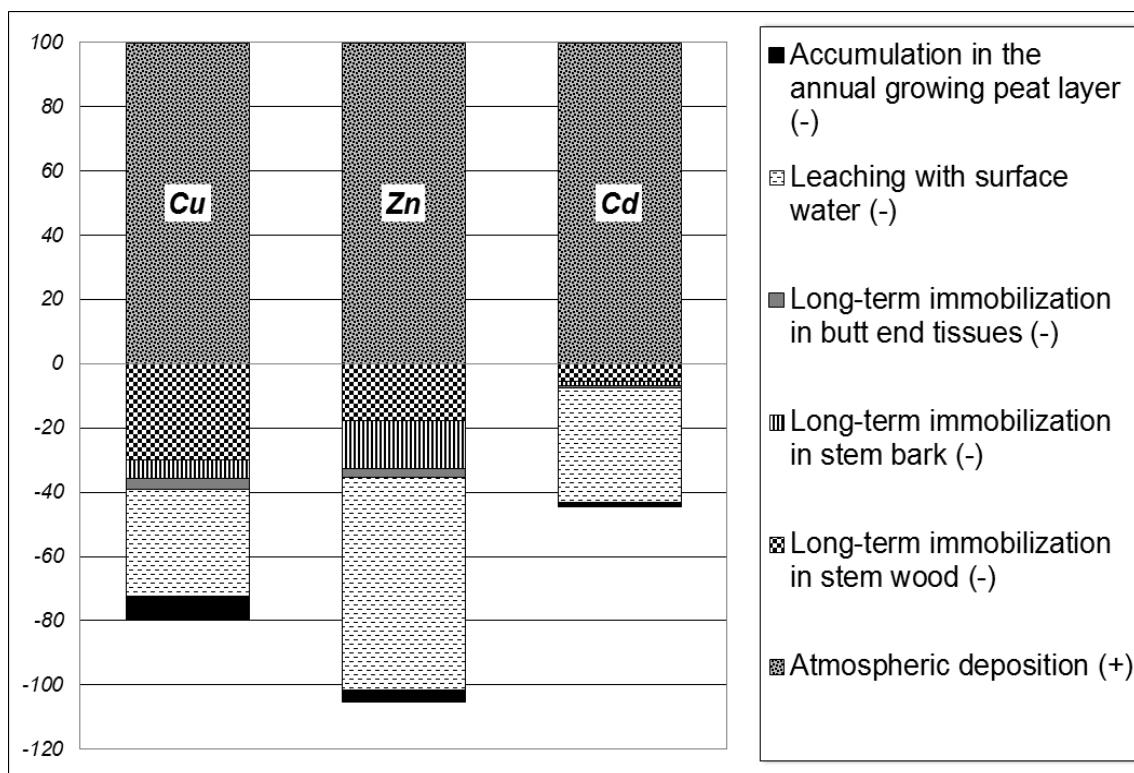 100
80
60
40
20
0
-20
-40
-60
-80
-100
-120
Cu
Zn
Cd
Accumulation in the
annual growing peat layer
(-)
Leaching with surface
water (-)
Long-term immobilization
in butt end tissues (-)
Long-term immobilization
in stem bark (-)
Long-term immobilization
in stem wood (-)
Atmospheric deposition (+)